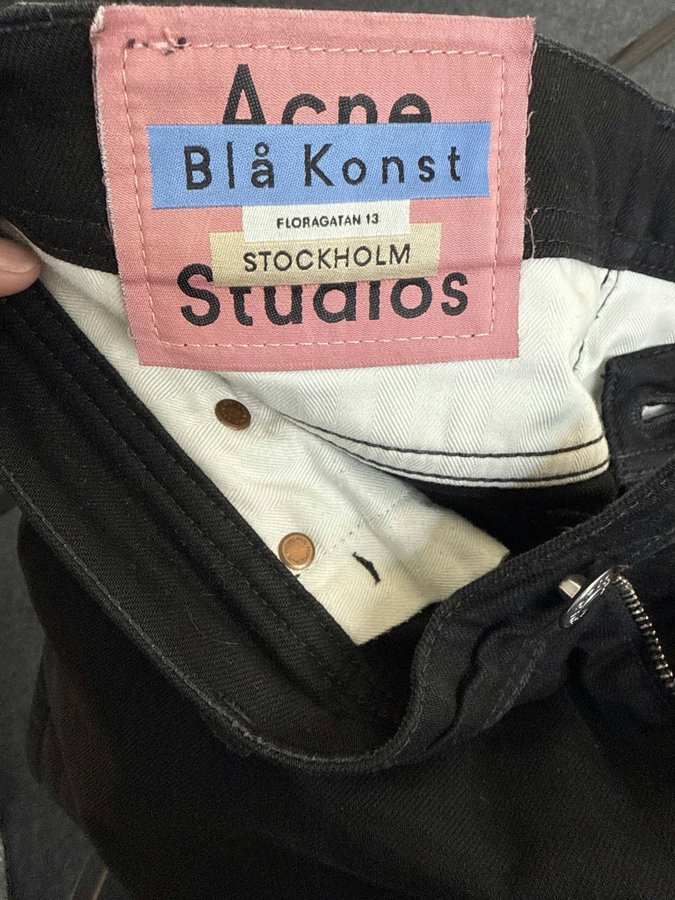 Acne
Blå Konst
FLORAGATAN 13
STOCKHOLM
Studios